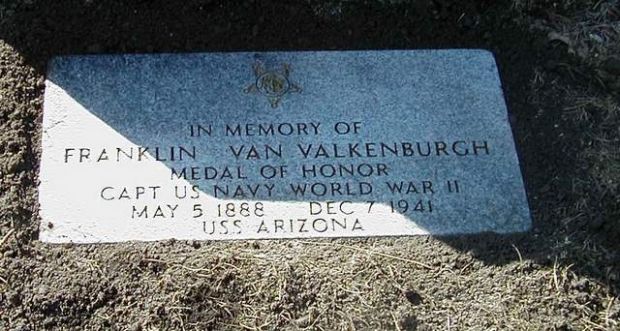 IN MEMORY OF
FRANKLIN VAN VALKENBURGH
MEDAL OF HONOR
CAPT US NAVY WORLD WAR II
MAY 5 1888 DEC 7 1941
USS ARIZONA